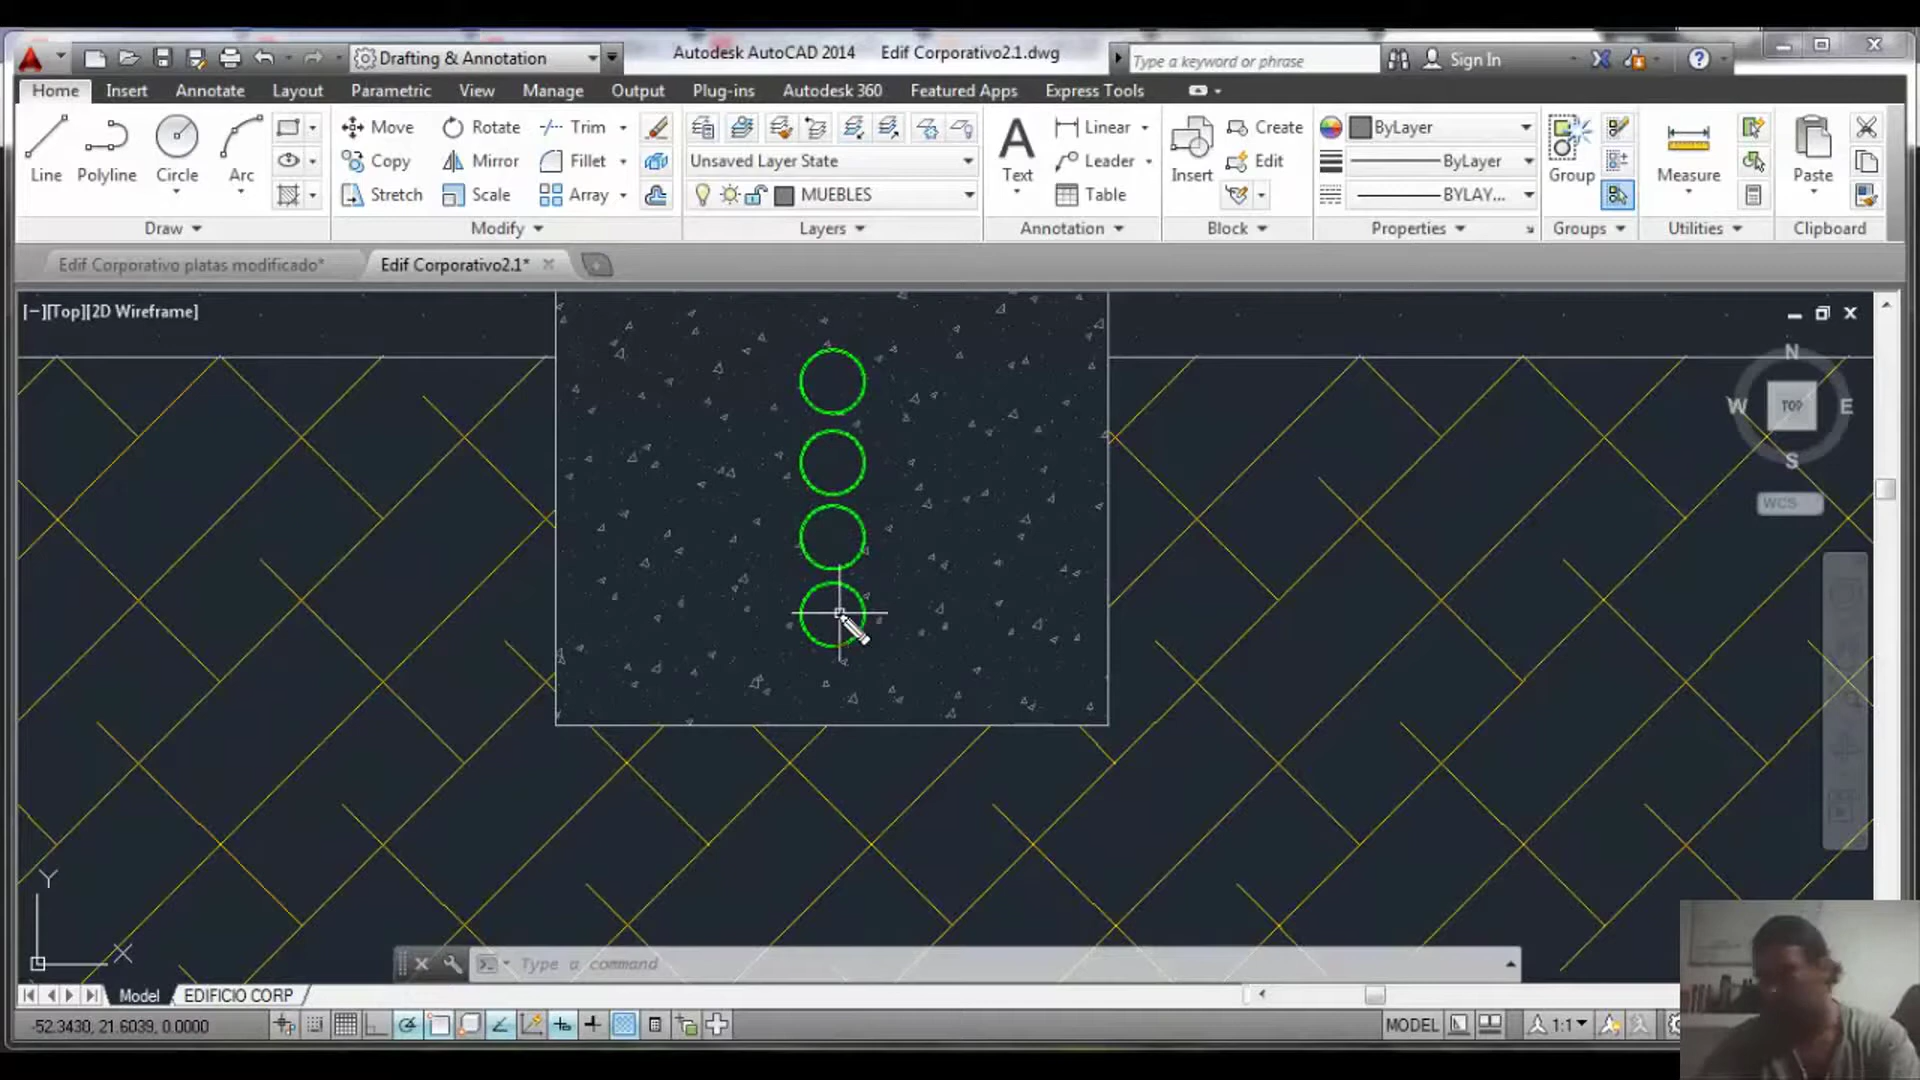 Drafting & Annotation
Autodesk AutoCAD 2014 Edif Corporativo2.1.dwg
Type a keyword or phrase
Sign In
Home Insert Annotate Layout Parametric View Manage Output Plug-ins Autodesk 360 Featured Apps Express Tools
Line
Polyline
Circle
Arc
Move Rotate Trim
Copy Mirror Fillet
Stretch Scale Array
Unsaved Layer State
MUEBLES
A
Text
Linear
Leader
Table
Insert
Create
Edit
ByLayer
ByLayer
BYLAY...
Group
Measure
Paste
Draw Modify Layers Annotation Block Properties Groups Utilities Clipboard
Edif Corporativo platas modificado* Edif Corporativo2.1*
[−][Top][2D Wireframe]
N
W TOP E
S
WCS
Y
X
Type a command
Model EDIFICIO CORP
-52.3430, 21.6039, 0.0000
MODEL
1:1